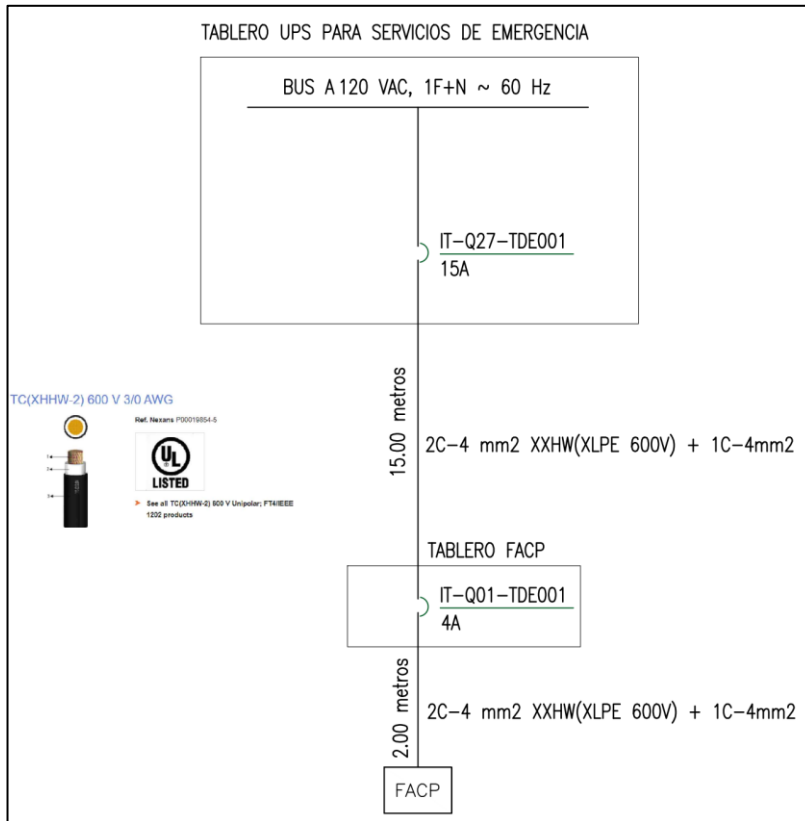 TABLERO UPS PARA SERVICIOS DE EMERGENCIA
BUS A 120 VAC, 1F+N ~ 60 Hz
IT-Q27-TDE001
15A
TC(XHHW-2) 600 V 3/0 AWG
Ref. Nexans P00019864-5
UL
LISTED
See all TC(XHHW-2) 600 V Unipolar; FT4/IEEE
1202 products
15.00 metros
2C-4 mm2 XXHW(XLPE 600V) + 1C-4mm2
TABLERO FACP
IT-Q01-TDE001
4A
2.00 metros
2C-4 mm2 XXHW(XLPE 600V) + 1C-4mm2
FACP